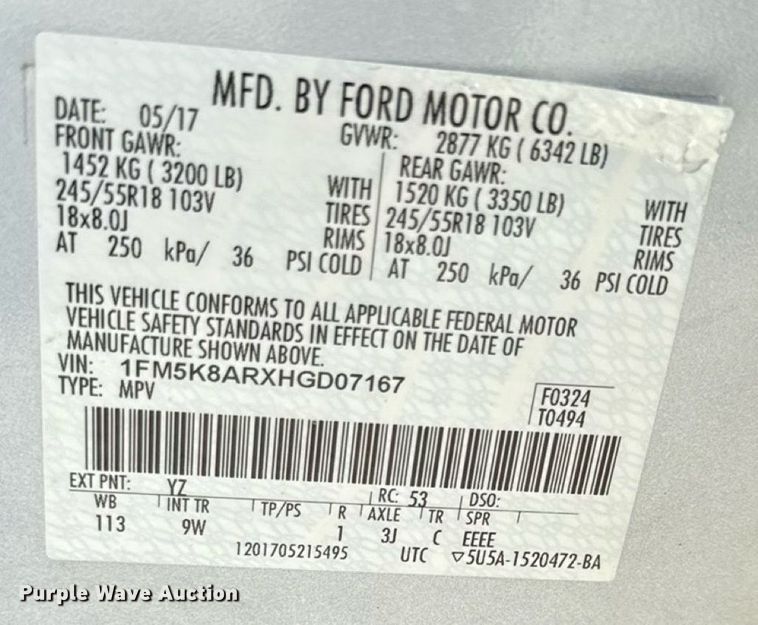 MFD. BY FORD MOTOR CO.
DATE: 05/17 GVWR: 2877 KG ( 6342 LB)
FRONT GAWR: REAR GAWR:
1452 KG ( 3200 LB) WITH 1520 KG ( 3350 LB) WITH
245/55R18 103V TIRES 245/55R18 103V TIRES
18x8.0J RIMS 18x8.0J RIMS
AT 250 kPa/ 36 PSI COLD AT 250 kPa/ 36 PSI COLD
THIS VEHICLE CONFORMS TO ALL APPLICABLE FEDERAL MOTOR
VEHICLE SAFETY STANDARDS IN EFFECT ON THE DATE OF
MANUFACTURE SHOWN ABOVE.
VIN: 1FM5K8ARXHGD07167
TYPE: MPV
F0324
T0494
EXT PNT: YZ RC: 53 DSO:
WB INT TR TP/PS R AXLE TR SPR
113 9W 1 3J C EEEE
1201705215495 UTC ▽5U5A-1520472-BA
Purple Wave Auction